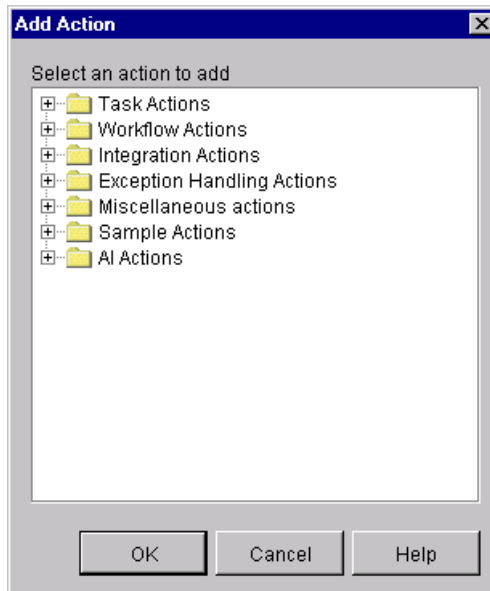 Add Action
Select an action to add
Task Actions
Workflow Actions
Integration Actions
Exception Handling Actions
Miscellaneous actions
Sample Actions
AI Actions
OK Cancel Help